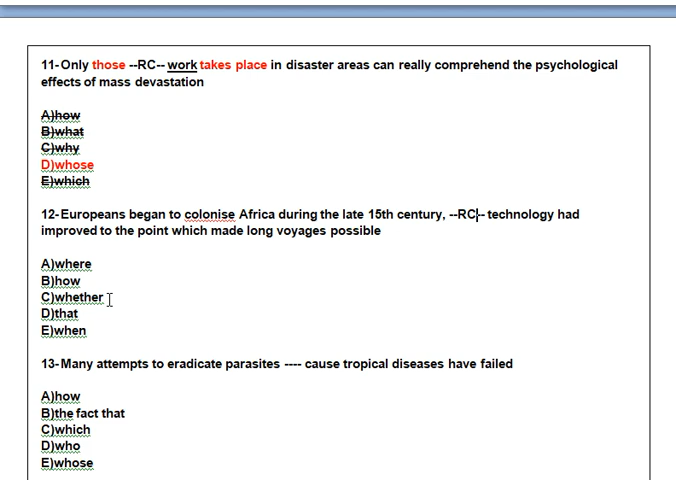 11-Only those --RC-- work takes place in disaster areas can really comprehend the psychological
effects of mass devastation
A)how
B)what
C)why
D)whose
E)which
12-Europeans began to colonise Africa during the late 15th century, --RC-- technology had
improved to the point which made long voyages possible
A)where
B)how
C)whether
D)that
E)when
13-Many attempts to eradicate parasites ---- cause tropical diseases have failed
A)how
B)the fact that
C)which
D)who
E)whose